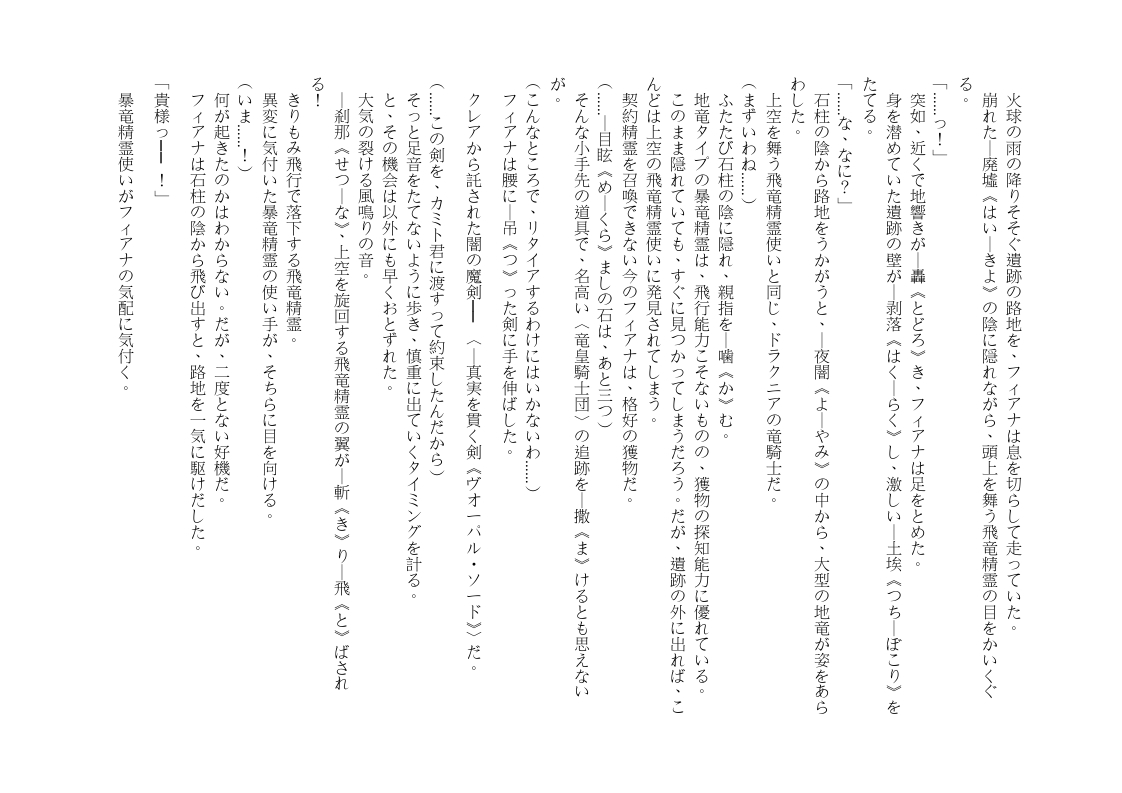 火球の雨の降りそそぐ遺跡の路地を、フィアナは息を切らして走っていた。
崩れた―廃墟《はい―きよ》の陰に隠れながら、頭上を舞う飛竜精霊の目をかいくぐ
る。
「……っ！」
突如、近くで地響きが―轟《とどろ》き、フィアナは足をとめた。
身を潜めていた遺跡の壁が―剥落《はく―らく》し、激しい―土埃《つち―ぼこり》を
たてる。
「……な、なに？」
石柱の陰から路地をうかがうと、―夜闇《よ―やみ》の中から、大型の地竜が姿をあら
わした。
上空を舞う飛竜精霊使いと同じ、ドラクニアの竜騎士だ。
（まずいわね……）
ふたたび石柱の陰に隠れ、親指を―噛《か》む。
地竜タイプの暴竜精霊は、飛行能力こそないものの、獲物の探知能力に優れている。
このまま隠れていても、すぐに見つかってしまうだろう。だが、遺跡の外に出れば、こ
んどは上空の飛竜精霊使いに発見されてしまう。
契約精霊を召喚できない今のフィアナは、格好の獲物だ。
（……―目眩《め―くら》ましの石は、あと三つ）
そんな小手先の道具で、名高い〈竜皇騎士団〉の追跡を―撒《ま》けるとも思えない
が。
（こんなところで、リタイアするわけにはいかないわ……）
フィアナは腰に―吊《つ》った剣に手を伸ばした。
クレアから託された闇の魔剣━━〈―真実を貫く剣《ヴォーパル・ソード》〉だ。
（……この剣を、カミト君に渡すって約束したんだから）
そっと足音をたてないように歩き、慎重に出ていくタイミングを計る。
と、その機会は以外にも早くおとずれた。
大気の裂ける風鳴りの音。
―刹那《せつ―な》、上空を旋回する飛竜精霊の翼が―斬《き》り―飛《と》ばされ
る！
きりもみ飛行で落下する飛竜精霊。
異変に気付いた暴竜精霊の使い手が、そちらに目を向ける。
（いま……！）
何が起きたのかはわからない。だが、二度とない好機だ。
フィアナは石柱の陰から飛び出すと、路地を一気に駆けだした。
「貴様っ━━！」
暴竜精霊使いがフィアナの気配に気付く。